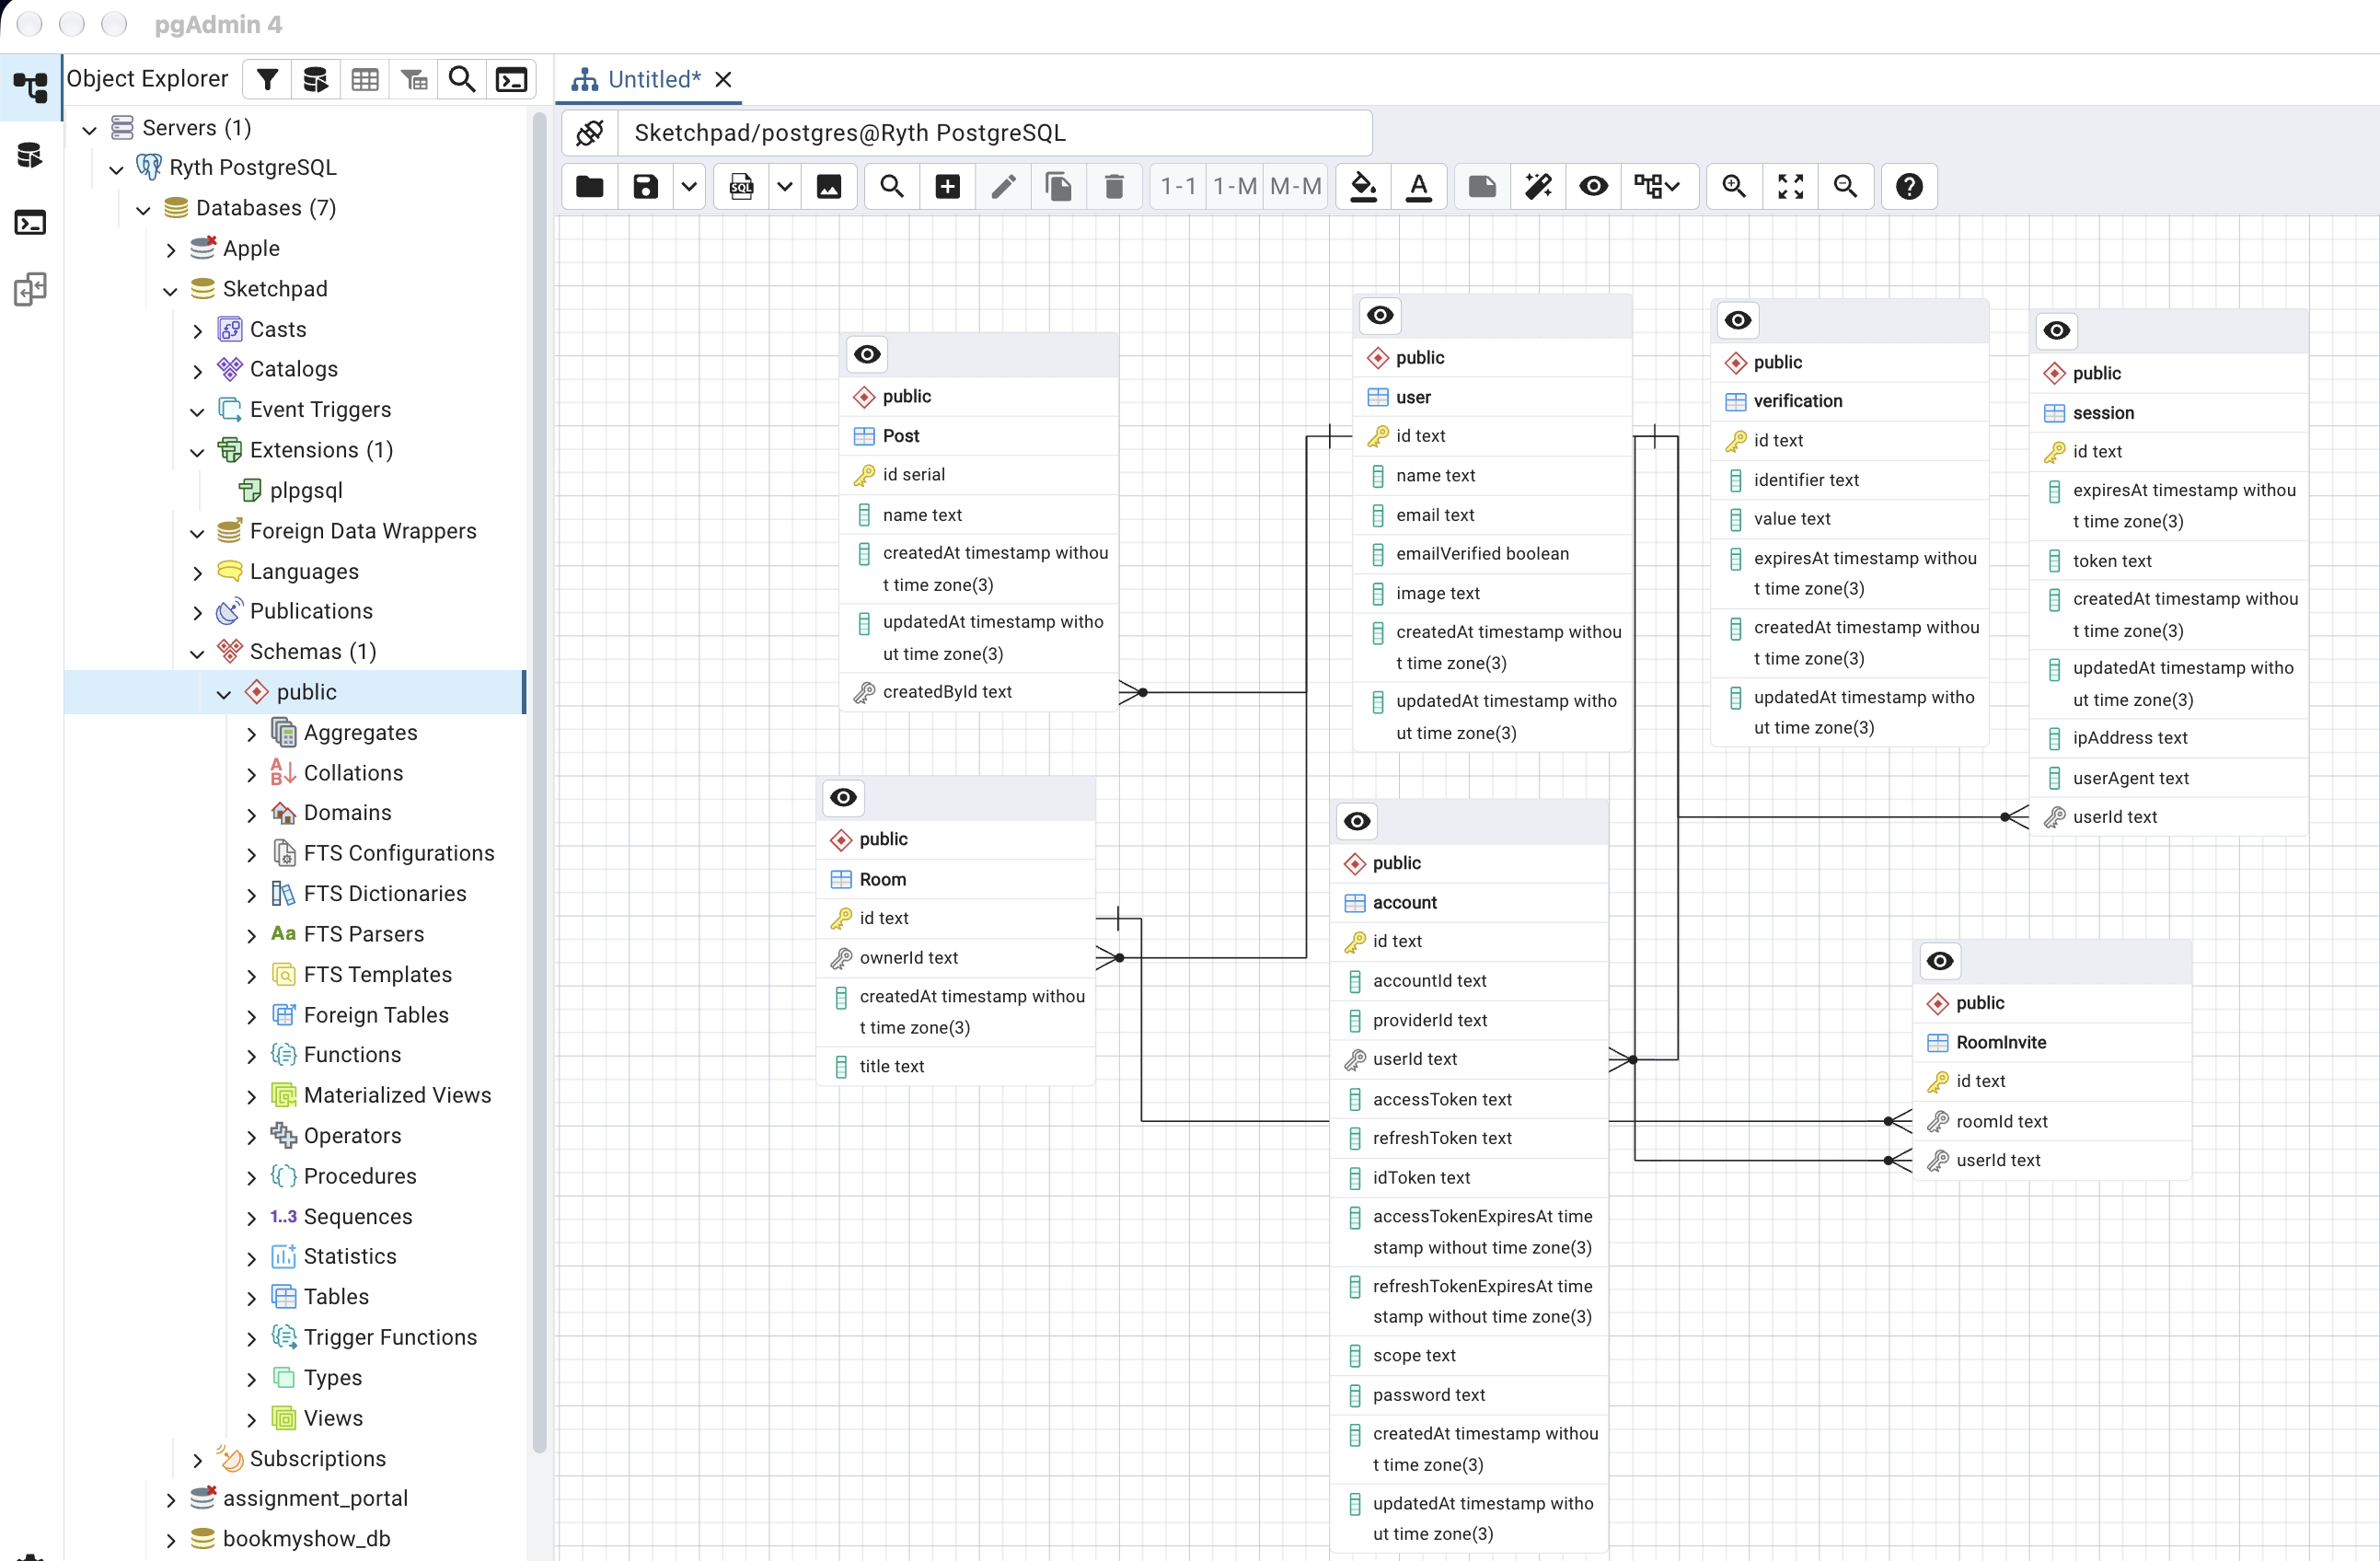 pgAdmin 4
Object Explorer
Untitled*
Sketchpad/postgres@Ryth PostgreSQL
SQL
1-1
1-M
M-M
A
Servers (1)
Ryth PostgreSQL
Databases (7)
Apple
Sketchpad
Casts
Catalogs
Event Triggers
Extensions (1)
plpgsql
Foreign Data Wrappers
Languages
Publications
Schemas (1)
public
Aggregates
Collations
Domains
FTS Configurations
FTS Dictionaries
Aa FTS Parsers
FTS Templates
Foreign Tables
Functions
Materialized Views
Operators
Procedures
1..3 Sequences
Statistics
Tables
Trigger Functions
Types
Views
Subscriptions
assignment_portal
bookmyshow_db
public
Post
id serial
name text
createdAt timestamp withou
t time zone(3)
updatedAt timestamp witho
ut time zone(3)
createdById text
public
user
id text
name text
email text
emailVerified boolean
image text
createdAt timestamp withou
t time zone(3)
updatedAt timestamp witho
ut time zone(3)
public
verification
id text
identifier text
value text
expiresAt timestamp withou
t time zone(3)
createdAt timestamp withou
t time zone(3)
updatedAt timestamp witho
ut time zone(3)
public
session
id text
expiresAt timestamp withou
t time zone(3)
token text
createdAt timestamp withou
t time zone(3)
updatedAt timestamp witho
ut time zone(3)
ipAddress text
userAgent text
userId text
public
Room
id text
ownerId text
createdAt timestamp withou
t time zone(3)
title text
public
account
id text
accountId text
providerId text
userId text
accessToken text
refreshToken text
idToken text
accessTokenExpiresAt time
stamp without time zone(3)
refreshTokenExpiresAt time
stamp without time zone(3)
scope text
password text
createdAt timestamp withou
t time zone(3)
updatedAt timestamp witho
ut time zone(3)
public
RoomInvite
id text
roomId text
userId text